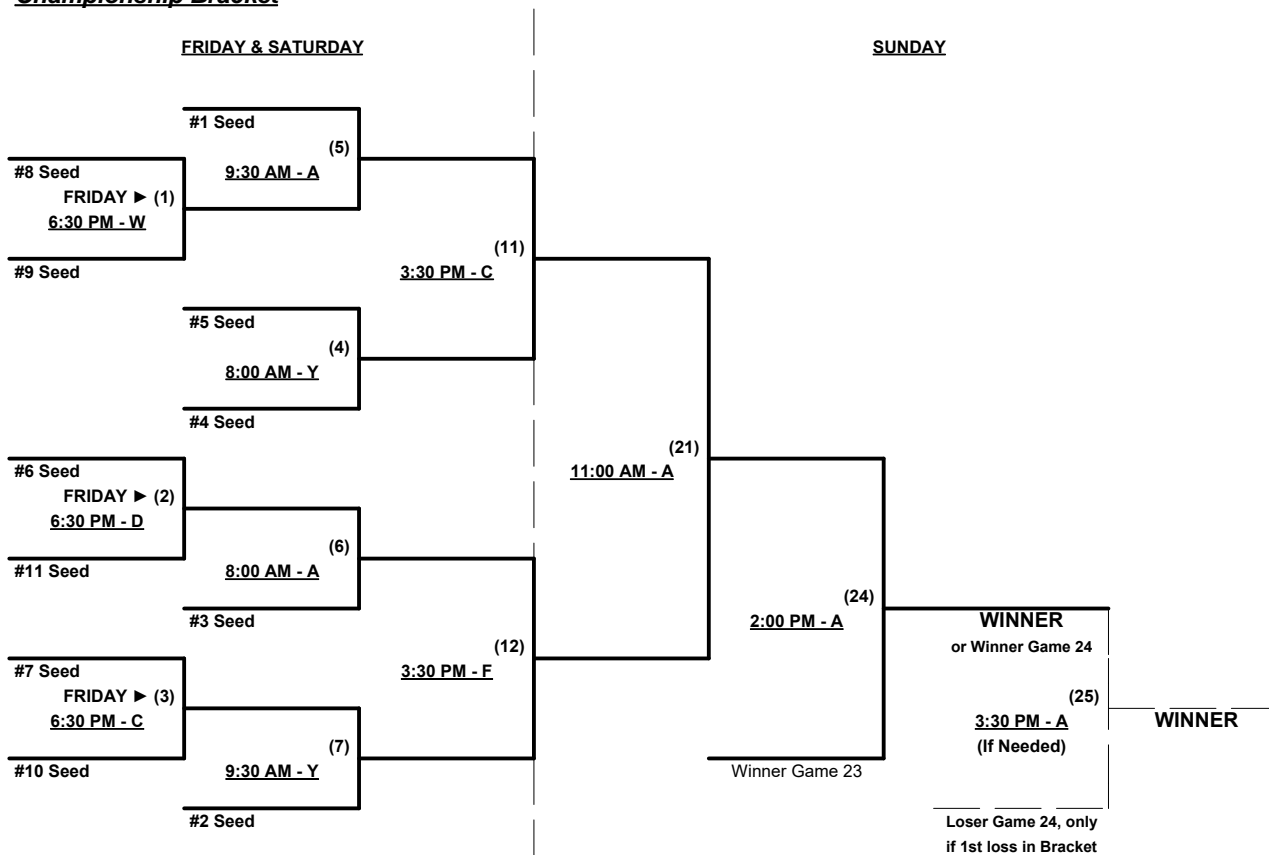 Championship Bracket
FRIDAY & SATURDAY
SUNDAY
#1 Seed
(5)
9:30 AM - A
#8 Seed
FRIDAY ► (1)
6:30 PM - W
#9 Seed
(11)
3:30 PM - C
#5 Seed
(4)
8:00 AM - Y
#4 Seed
(21)
11:00 AM - A
#6 Seed
FRIDAY ► (2)
6:30 PM - D
#11 Seed
(6)
8:00 AM - A
#3 Seed
(24)
2:00 PM - A
WINNER
or Winner Game 24
(12)
3:30 PM - F
#7 Seed
FRIDAY ► (3)
6:30 PM - C
#10 Seed
(25)
3:30 PM - A
(If Needed)
WINNER
(7)
9:30 AM - Y
#2 Seed
Winner Game 23
Loser Game 24, only
if 1st loss in Bracket